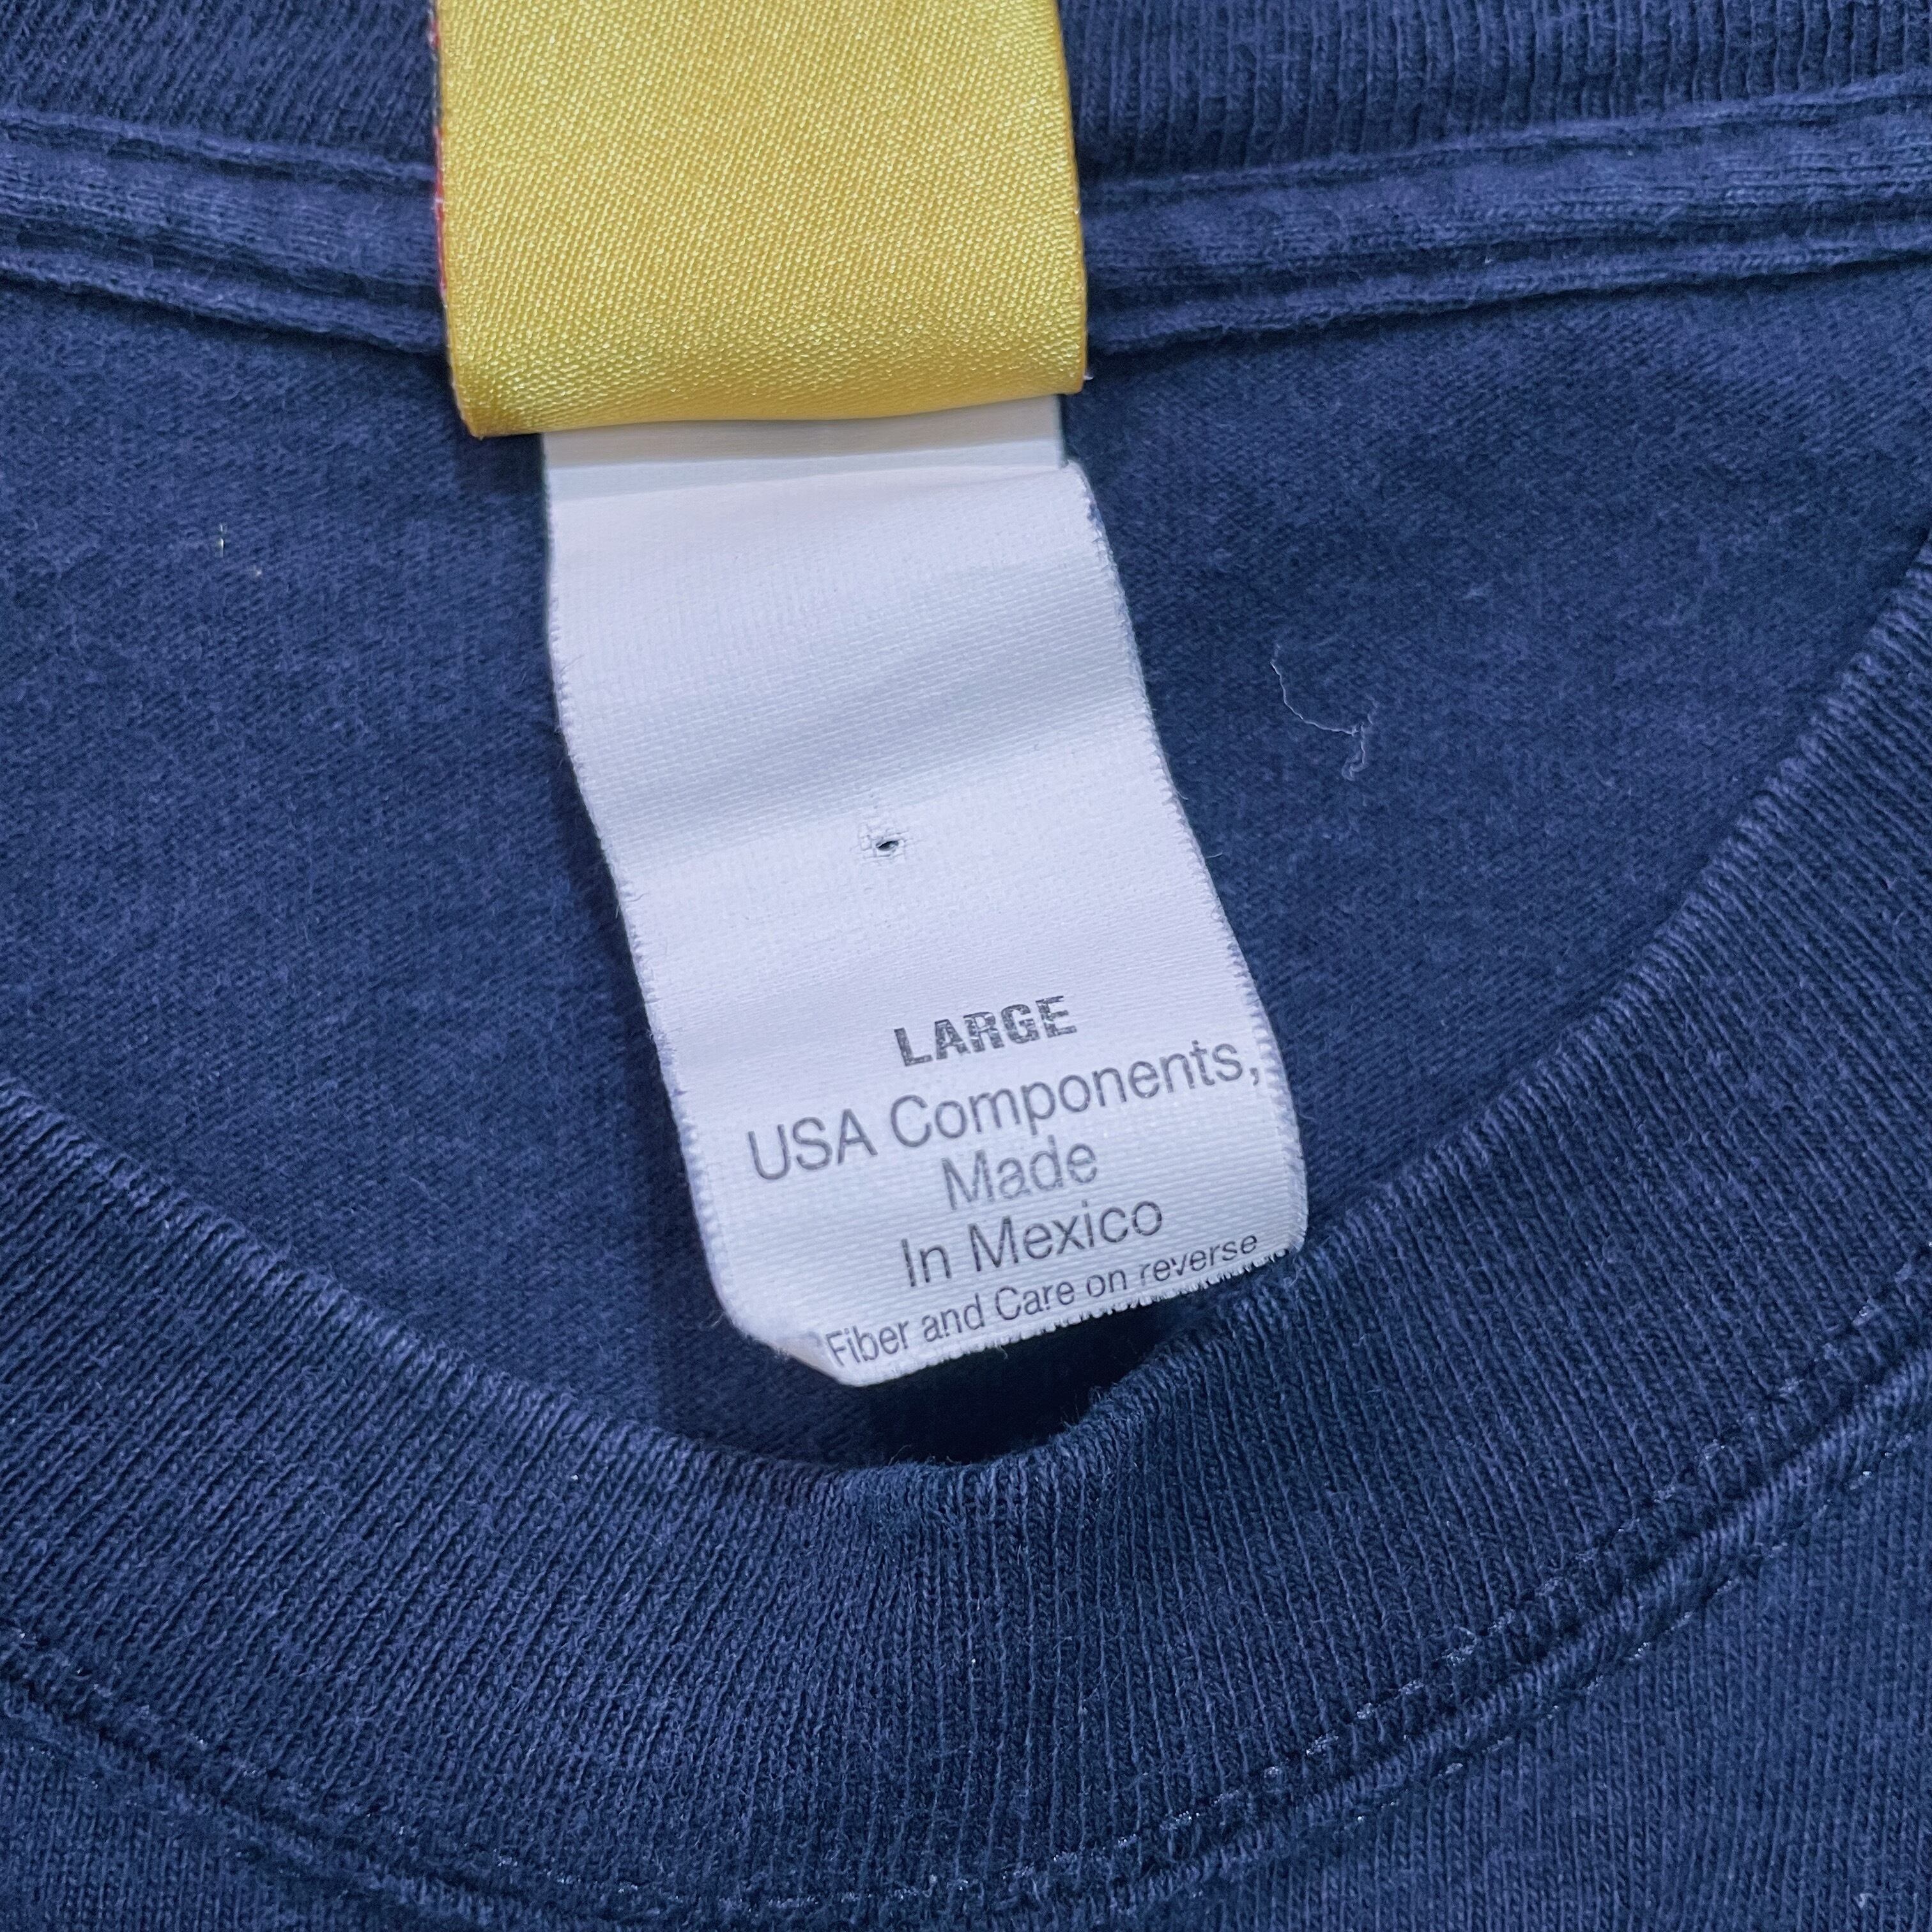 LARGE
USA Components,
Made
In Mexico
Fiber and Care on reverse